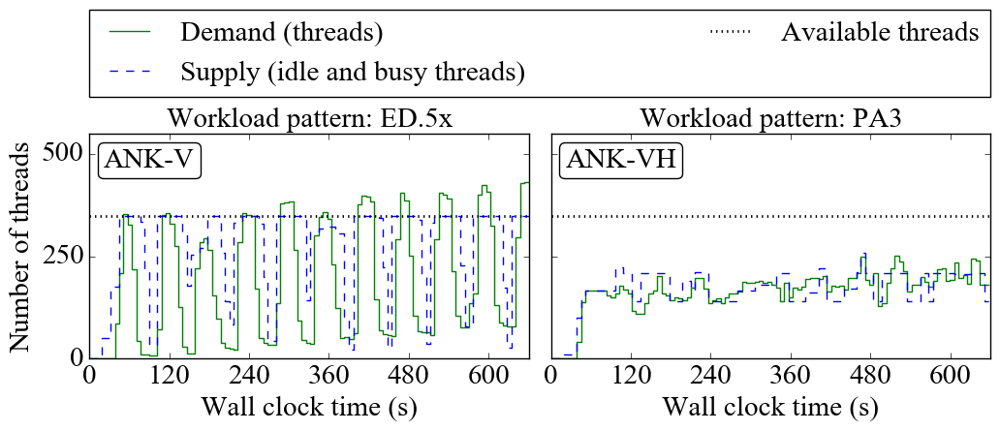 Demand (threads)
Supply (idle and busy threads)
Available threads
Workload pattern: ED.5x
Workload pattern: PA3
ANK-V
ANK-VH
Number of threads
500
250
0
0 120 240 360 480 600
0 120 240 360 480 600
Wall clock time (s)
Wall clock time (s)